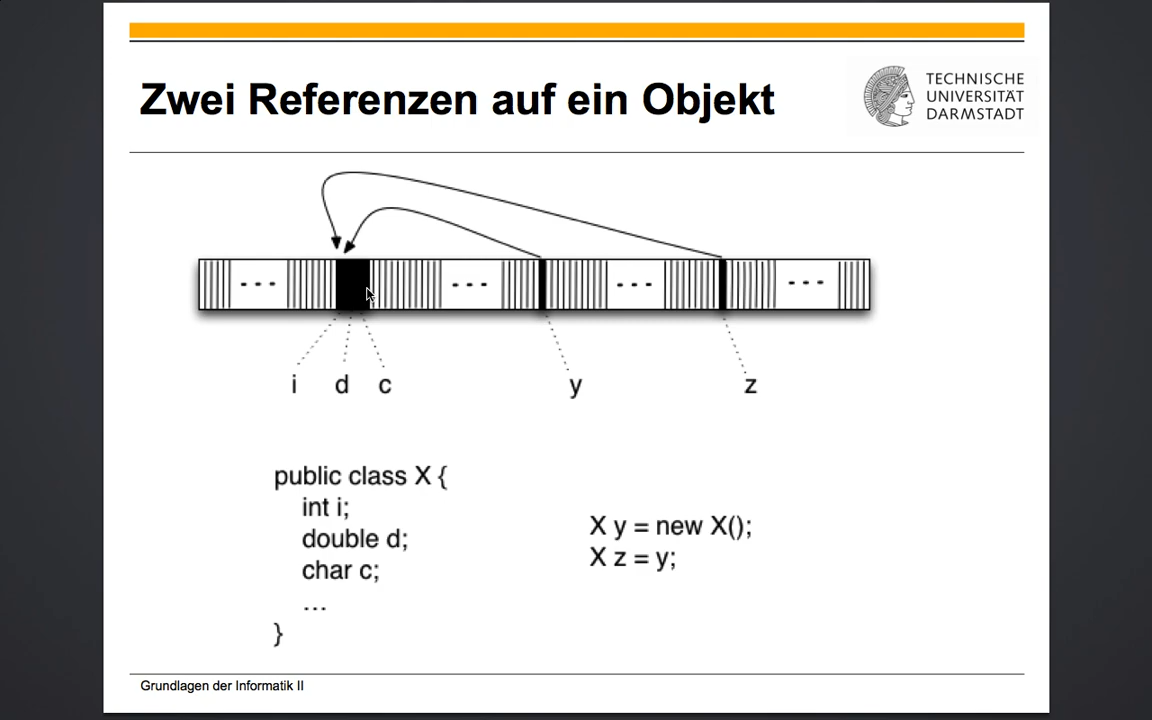 Zwei Referenzen auf ein Objekt
TECHNISCHE
UNIVERSITÄT
DARMSTADT
- - - - - - - - - - - -
i d c y z
public class X {
int i;
double d;
char c;
...
}
X y = new X();
X z = y;
Grundlagen der Informatik II